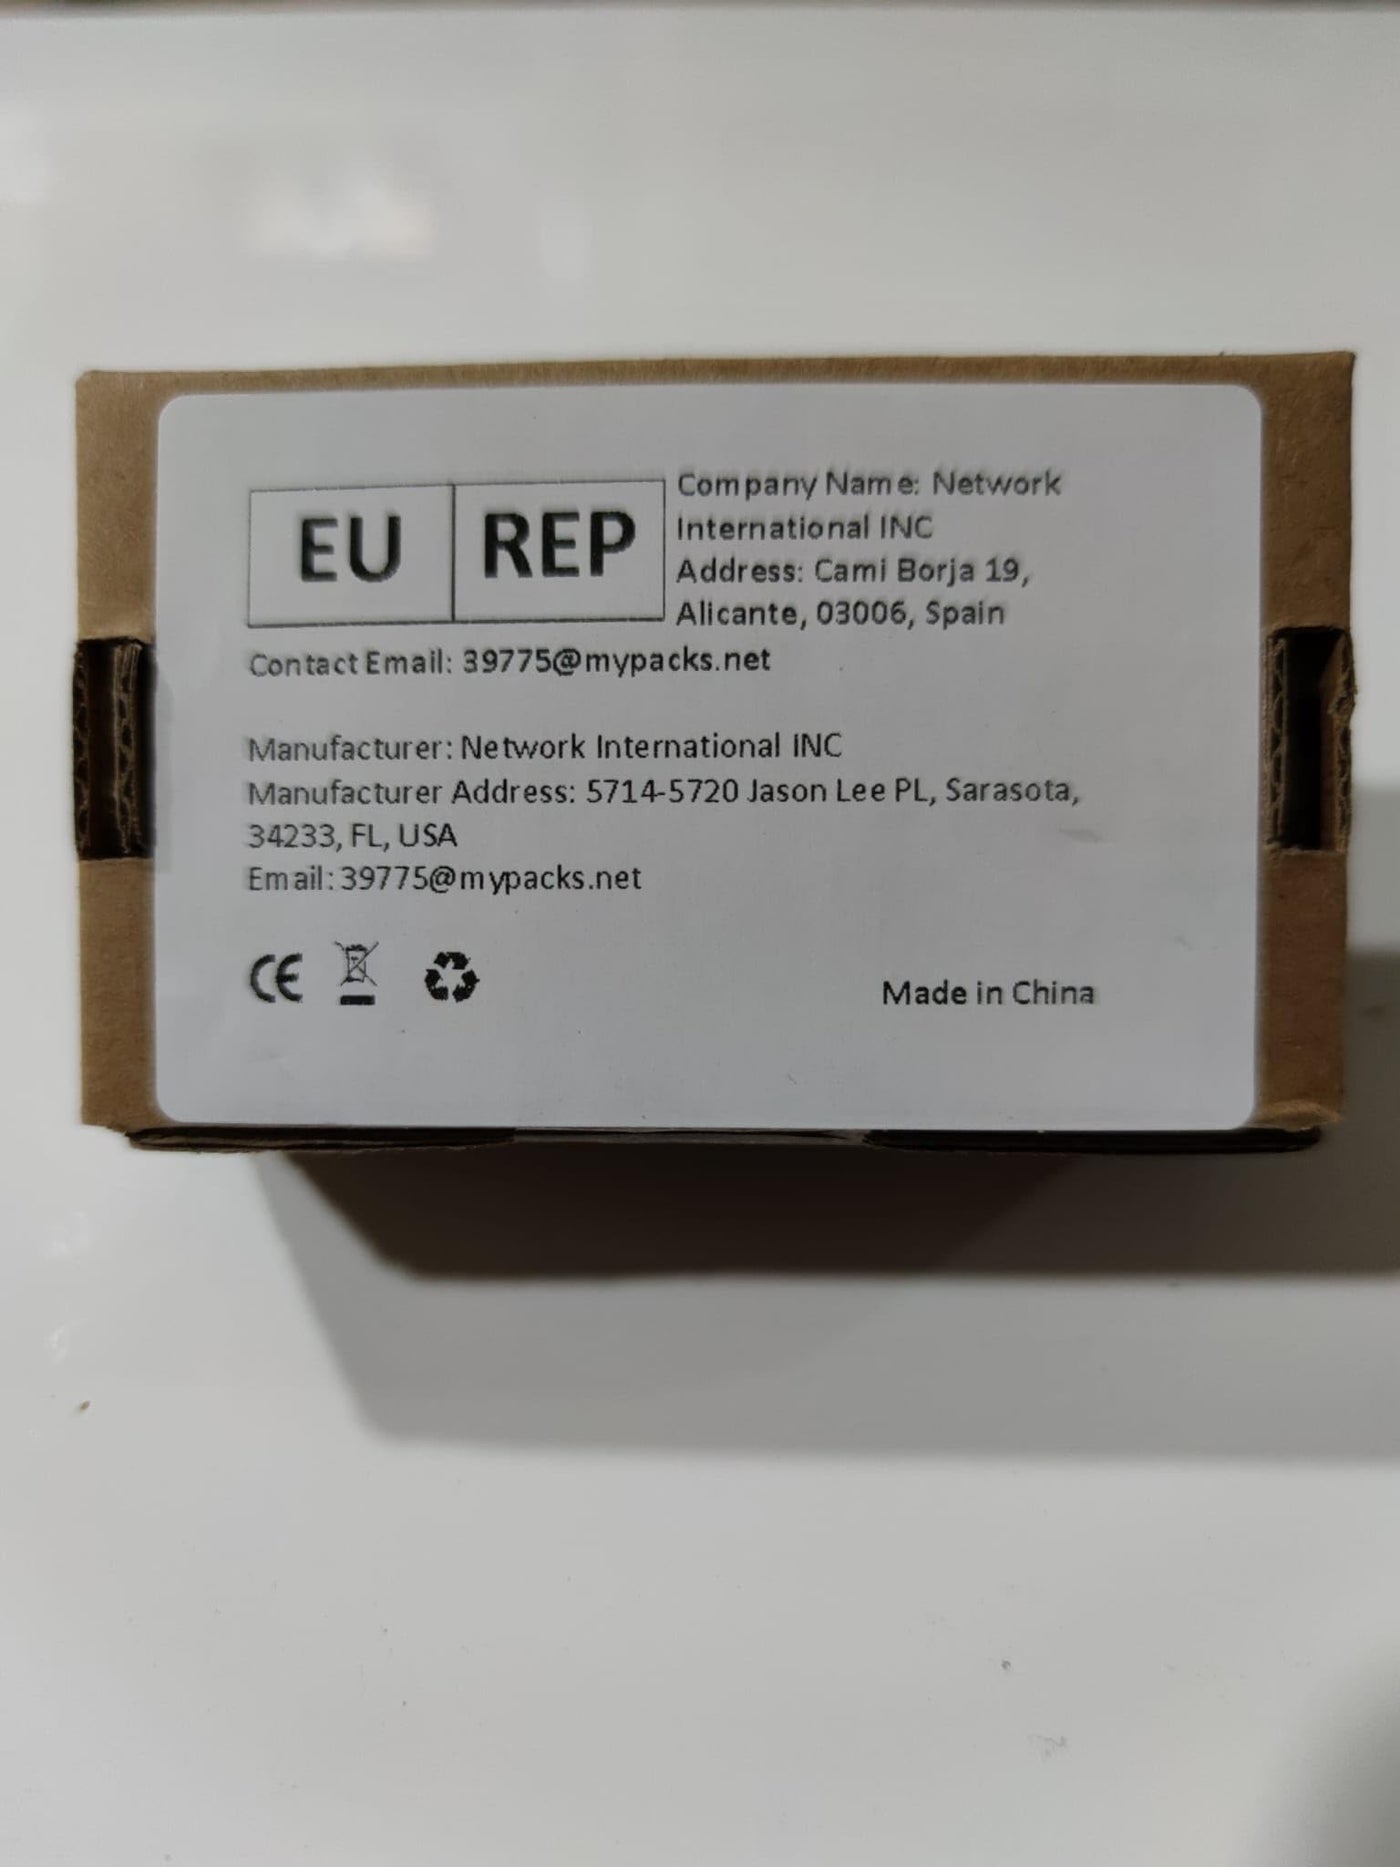 EU REP
Company Name: Network
International INC
Address: Cami Borja 19,
Alicante, 03006, Spain
Contact Email: 39775@mypacks.net
Manufacturer: Network International INC
Manufacturer Address: 5714-5720 Jason Lee PL, Sarasota,
34233, FL, USA
Email: 39775@mypacks.net
CE
Made in China